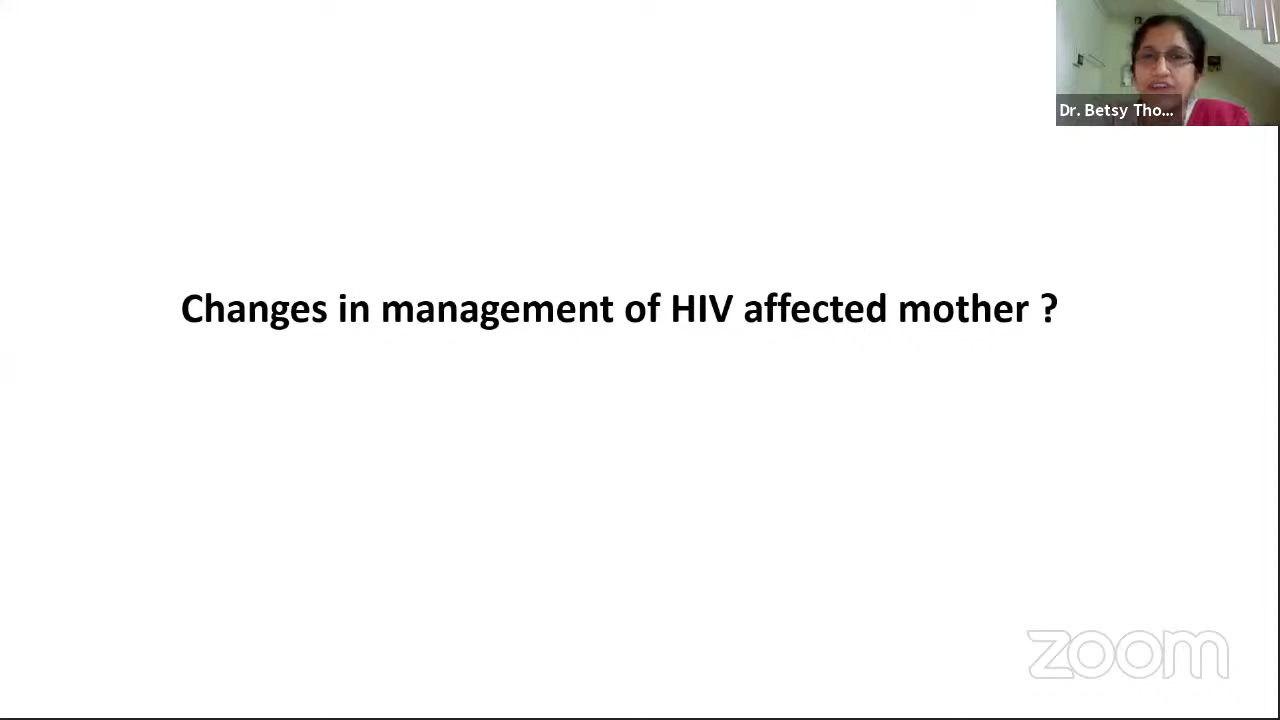 Dr. Betsy Tho...
Changes in management of HIV affected mother ?
zoom